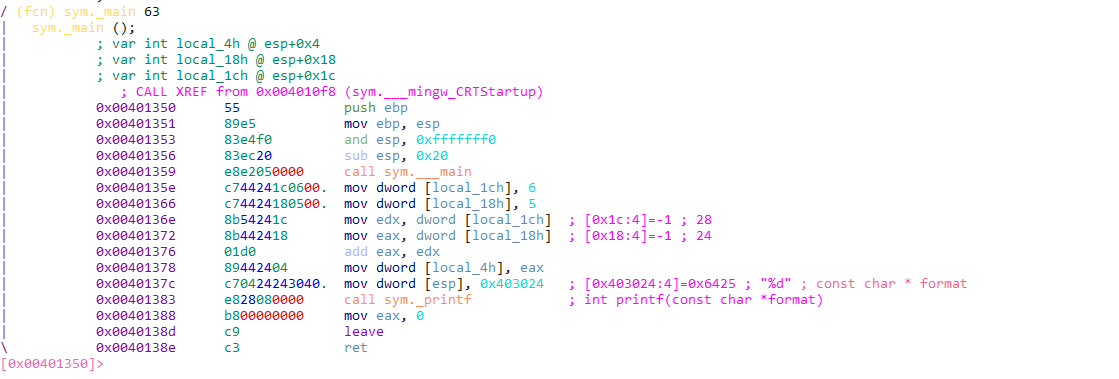 / (fcn) sym._main 63
|   sym._main ();
|           ; var int local_4h @ esp+0x4
|           ; var int local_18h @ esp+0x18
|           ; var int local_1ch @ esp+0x1c
|              ; CALL XREF from 0x004010f8 (sym.___mingw_CRTStartup)
|           0x00401350      55             push ebp
|           0x00401351      89e5           mov ebp, esp
|           0x00401353      83e4f0         and esp, 0xfffffff0
|           0x00401356      83ec20         sub esp, 0x20
|           0x00401359      e8e2050000     call sym.___main
|           0x0040135e      c744241c0600.  mov dword [local_1ch], 6
|           0x00401366      c74424180500.  mov dword [local_18h], 5
|           0x0040136e      8b54241c       mov edx, dword [local_1ch]  ; [0x1c:4]=-1 ; 28
|           0x00401372      8b442418       mov eax, dword [local_18h]  ; [0x18:4]=-1 ; 24
|           0x00401376      01d0           add eax, edx
|           0x00401378      89442404       mov dword [local_4h], eax
|           0x0040137c      c70424243040.  mov dword [esp], 0x403024   ; [0x403024:4]=0x6425 ; "%d" ; const char * format
|           0x00401383      e828080000     call sym._printf            ; int printf(const char *format)
|           0x00401388      b800000000     mov eax, 0
|           0x0040138d      c9             leave
\           0x0040138e      c3             ret
[0x00401350]>